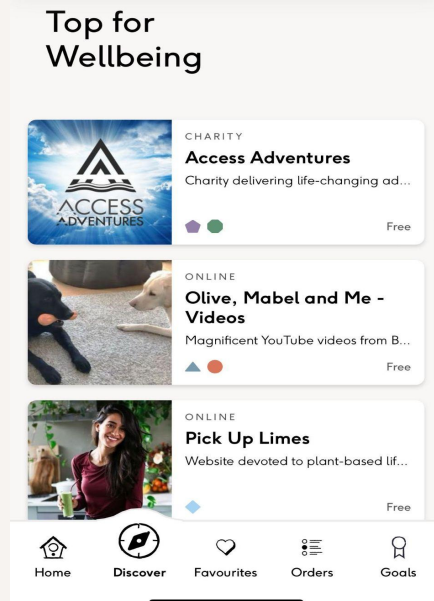 Top for
Wellbeing
ACCESS
ADVENTURES
CHARITY
Access Adventures
Charity delivering life-changing ad...
Free
ONLINE
Olive, Mabel and Me -
Videos
Magnificent YouTube videos from B...
Free
ONLINE
Pick Up Limes
Website devoted to plant-based lif...
Free
Home
Discover
Favourites
Orders
Goals